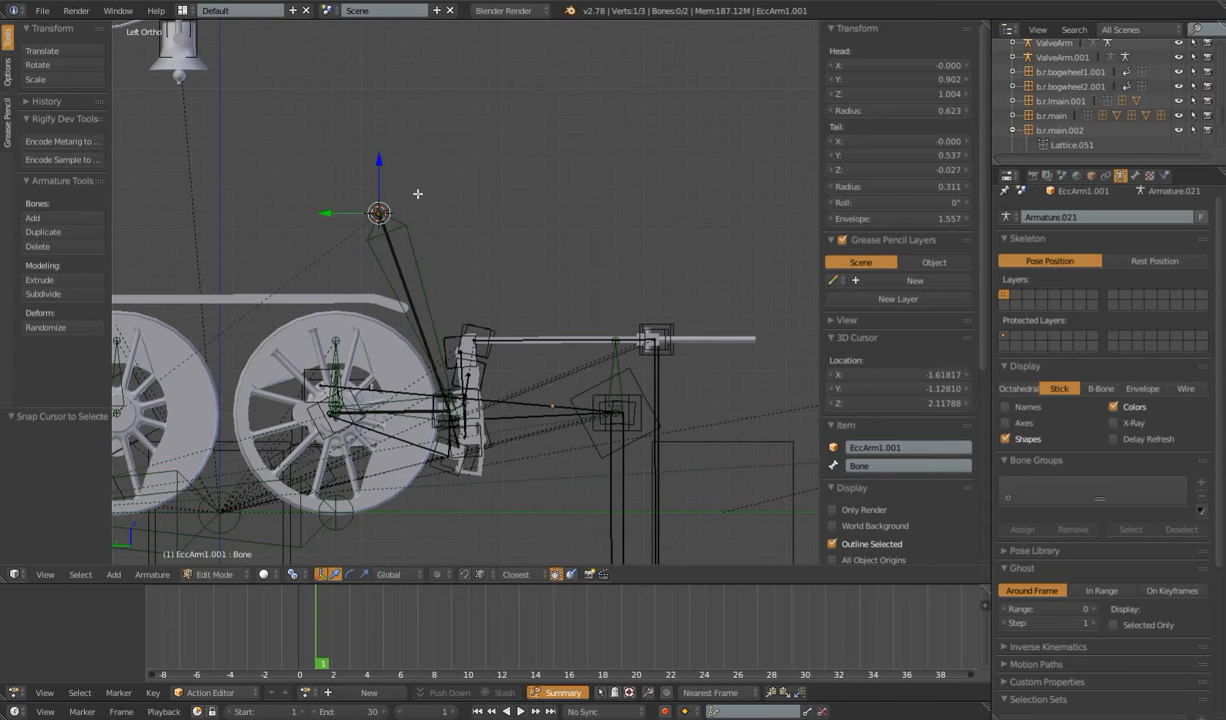 File Render Window Help Default Scene Blender Render v2.78 | Verts:1/3 | Bones:0/2 | Mem:187.12M | EccArm1.001
Left Ortho
Tools
Options
Grease Pencil
Transform
Translate
Rotate
Scale
History
Rigify Dev Tools
Encode Metarig to ...
Encode Sample to ...
Armature Tools
Bones:
Add
Duplicate
Delete
Modeling:
Extrude
Subdivide
Deform:
Randomize
Snap Cursor to Selecte
(1) EccArm1.001 : Bone
Transform
Head:
X: -0.000
Y: 0.902
Z: 1.004
Radius: 0.623
Tail:
X: -0.000
Y: 0.537
Z: -0.027
Radius: 0.311
Roll: 0°
Envelope: 1.557
Grease Pencil Layers
Scene Object
New
New Layer
View
3D Cursor
Location:
X: -1.61817
Y: -1.12810
Z: 2.11788
Item
EccArm1.001
Bone
Display
Only Render
World Background
Outline Selected
All Object Origins
View Search All Scenes
ValveArm
ValveArm.001
b.r.bogwheel1.001
b.r.bogwheel2.001
b.r.lmain.001
b.r.main
b.r.main.002
Lattice.051
EccArm1.001 Armature.021
Armature.021 F
Skeleton
Pose Position Rest Position
Layers:
Protected Layers:
Display
Octahedral Stick B-Bone Envelope Wire
Names Colors
Axes X-Ray
Shapes Delay Refresh
Bone Groups
Assign Remove Select Deselect
Pose Library
Ghost
Around Frame In Range On Keyframes
Range: 0 Display:
Step: 1 Selected Only
Inverse Kinematics
Motion Paths
Custom Properties
Selection Sets
View Select Add Armature Edit Mode Global Closest
1
-8 -6 -4 -2 0 2 4 6 8 10 12 14 16 18 20 22 24 26 28 30 32 34 36 38
View Select Marker Key Action Editor New Push Down Stash Summary Nearest Frame
View Marker Frame Playback Start: 1 End: 30 1 No Sync